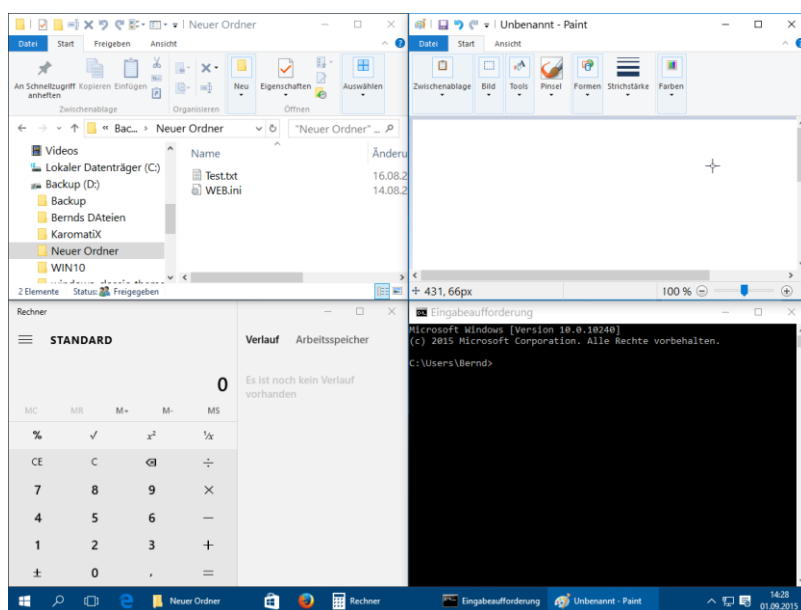 Neuer Ordner
Datei Start Freigeben Ansicht
An Schnellzugriff anheften
Kopieren
Einfügen
Zwischenablage
Organisieren
Neu
Eigenschaften
Öffnen
Auswählen
« Bac... › Neuer Ordner
"Neuer Ordner" ...
Videos
Lokaler Datenträger (C:)
Backup (D:)
Backup
Bernds DAteien
KaromatiX
Neuer Ordner
WIN10
Name Änderu
Test.txt 16.08.2
WEB.ini 14.08.2
2 Elemente Status: Freigegeben
Unbenannt - Paint
Datei Start Ansicht
Zwischenablage Bild Tools Pinsel Formen Strichstärke Farben
431, 66px
100 %
Rechner
STANDARD
0
MC MR M+ M- MS
% √ x² ¹/x
CE C ÷
7 8 9 ×
4 5 6 −
1 2 3 +
± 0 , =
Verlauf Arbeitsspeicher
Es ist noch kein Verlauf
vorhanden
Eingabeaufforderung
Microsoft Windows [Version 10.0.10240]
(c) 2015 Microsoft Corporation. Alle Rechte vorbehalten.
C:\Users\Bernd>
Neuer Ordner
Rechner
Eingabeaufforderung
Unbenannt - Paint
14:28
01.09.2015